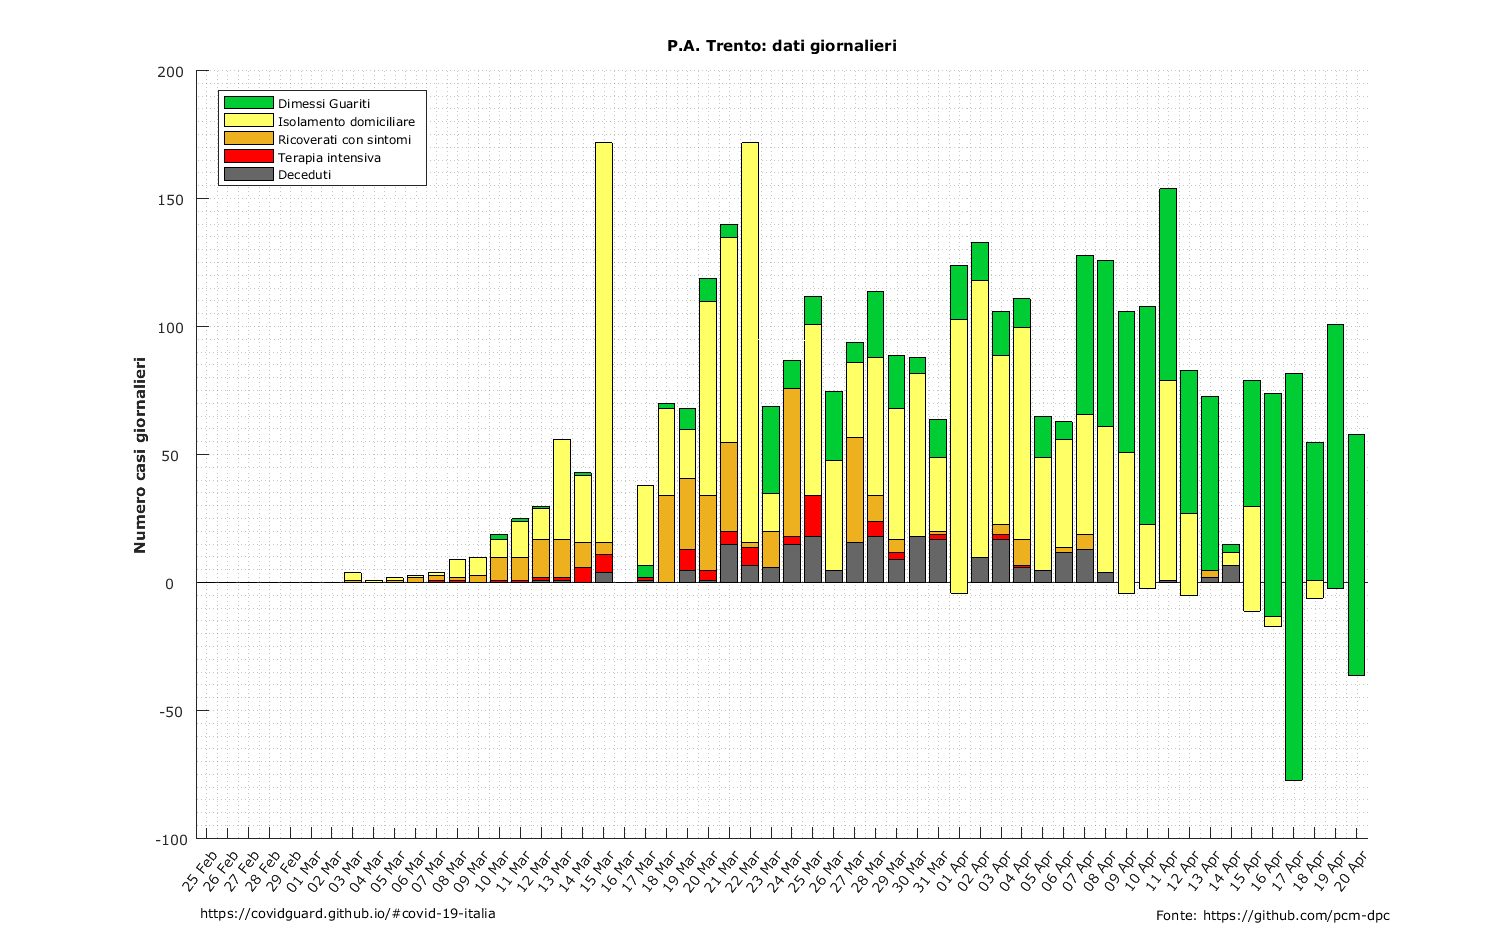 P.A. Trento: dati giornalieri
200
150
100
50
0
-50
-100
Numero casi giornalieri
Dimessi Guariti
Isolamento domiciliare
Ricoverati con sintomi
Terapia intensiva
Deceduti
25 Feb
26 Feb
27 Feb
28 Feb
29 Feb
01 Mar
02 Mar
03 Mar
04 Mar
05 Mar
06 Mar
07 Mar
08 Mar
09 Mar
10 Mar
11 Mar
12 Mar
13 Mar
14 Mar
15 Mar
16 Mar
17 Mar
18 Mar
19 Mar
20 Mar
21 Mar
22 Mar
23 Mar
24 Mar
25 Mar
26 Mar
27 Mar
28 Mar
29 Mar
30 Mar
31 Mar
01 Apr
02 Apr
03 Apr
04 Apr
05 Apr
06 Apr
07 Apr
08 Apr
09 Apr
10 Apr
11 Apr
12 Apr
13 Apr
14 Apr
15 Apr
16 Apr
17 Apr
18 Apr
19 Apr
20 Apr
https://covidguard.github.io/#covid-19-italia
Fonte: https://github.com/pcm-dpc